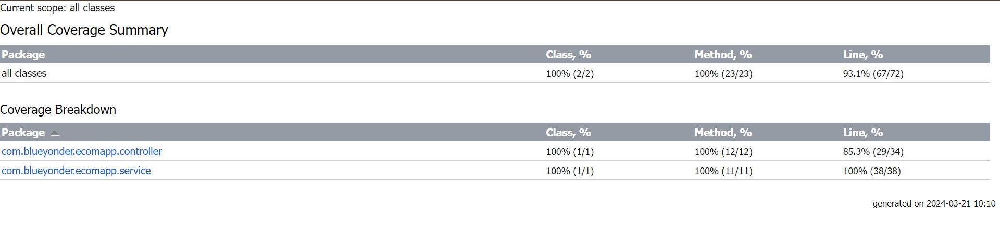 Current scope: all classes
Overall Coverage Summary
Package Class, % Method, % Line, %
all classes 100% (2/2) 100% (23/23) 93.1% (67/72)
Coverage Breakdown
Package Class, % Method, % Line, %
com.blueyonder.ecomapp.controller 100% (1/1) 100% (12/12) 85.3% (29/34)
com.blueyonder.ecomapp.service 100% (1/1) 100% (11/11) 100% (38/38)
generated on 2024-03-21 10:10